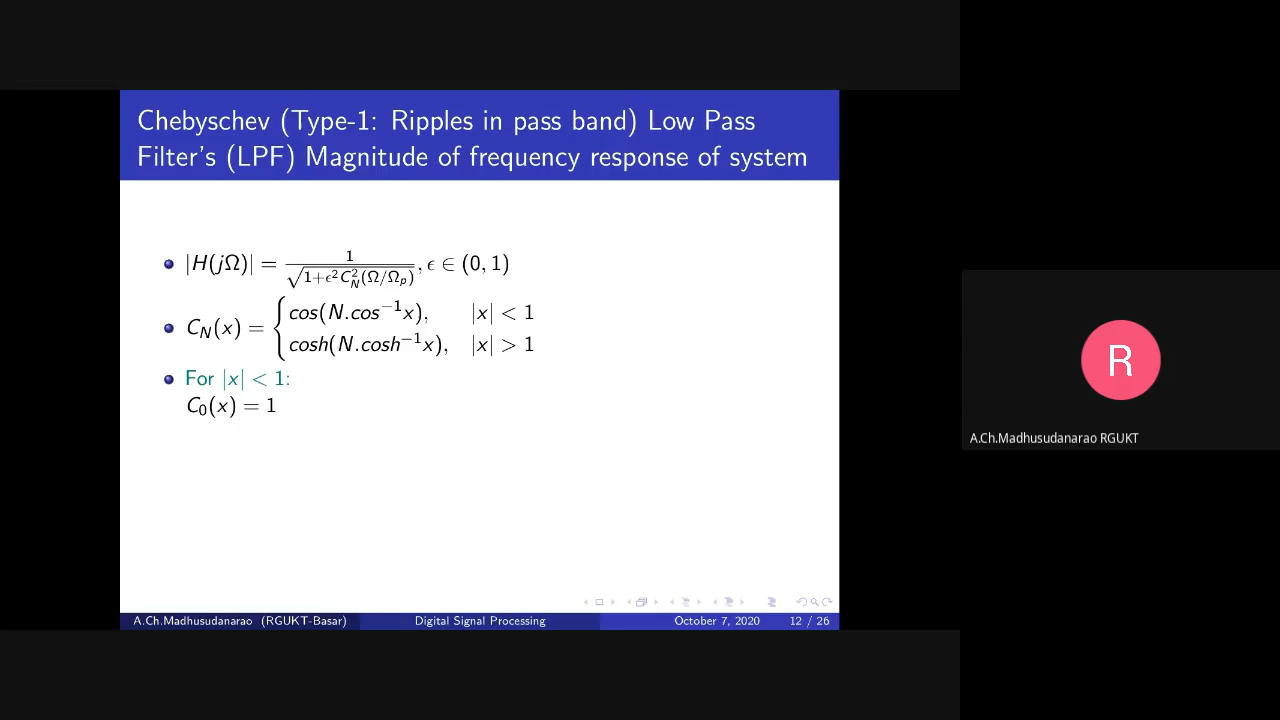 Chebyschev (Type-1: Ripples in pass band) Low Pass
Filter's (LPF) Magnitude of frequency response of system
|H(jΩ)| = 1/√(1+ϵ²C_N²(Ω/Ω_p)), ϵ ∈ (0, 1)
C_N(x) = { cos(N.cos⁻¹x), |x| < 1
cosh(N.cosh⁻¹x), |x| > 1
For |x| < 1:
C₀(x) = 1
R
A.Ch.Madhusudanarao RGUKT
A.Ch.Madhusudanarao (RGUKT-Basar) Digital Signal Processing October 7, 2020 12 / 26